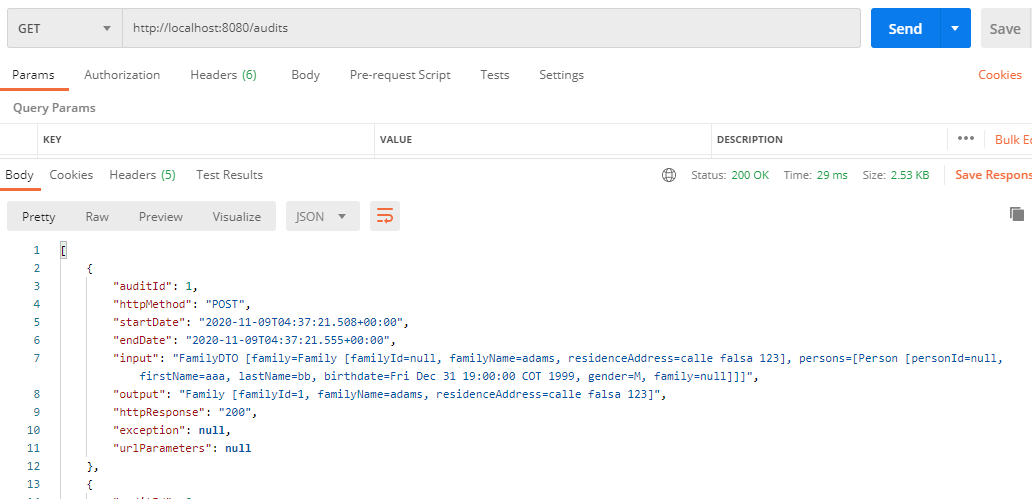 GET http://localhost:8080/audits Send Save
Params Authorization Headers (6) Body Pre-request Script Tests Settings Cookies
Query Params
KEY VALUE DESCRIPTION ••• Bulk
Body Cookies Headers (5) Test Results Status: 200 OK Time: 29 ms Size: 2.53 KB Save
Pretty Raw Preview Visualize JSON
1 [
2 {
3 "auditId": 1,
4 "httpMethod": "POST",
5 "startDate": "2020-11-09T04:37:21.508+00:00",
6 "endDate": "2020-11-09T04:37:21.555+00:00",
7 "input": "FamilyDTO [family=Family [familyId=null, familyName=adams, residenceAddress=calle falsa 123], persons=[Person [personId=null,
firstName=aaa, lastName=bb, birthdate=Fri Dec 31 19:00:00 COT 1999, gender=M, family=null]]]",
8 "output": "Family [familyId=1, familyName=adams, residenceAddress=calle falsa 123]",
9 "httpResponse": "200",
10 "exception": null,
11 "urlParameters": null
12 },
13 {